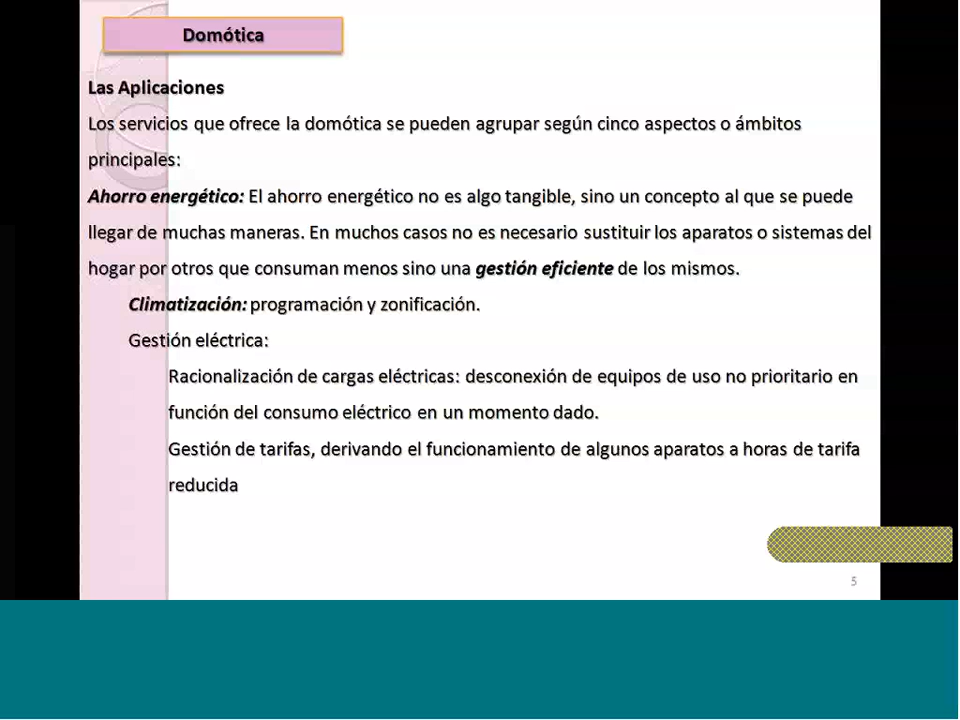 Domótica
Las Aplicaciones
Los servicios que ofrece la domótica se pueden agrupar según cinco aspectos o ámbitos
principales:
Ahorro energético: El ahorro energético no es algo tangible, sino un concepto al que se puede
llegar de muchas maneras. En muchos casos no es necesario sustituir los aparatos o sistemas del
hogar por otros que consuman menos sino una gestión eficiente de los mismos.
Climatización: programación y zonificación.
Gestión eléctrica:
Racionalización de cargas eléctricas: desconexión de equipos de uso no prioritario en
función del consumo eléctrico en un momento dado.
Gestión de tarifas, derivando el funcionamiento de algunos aparatos a horas de tarifa
reducida
5